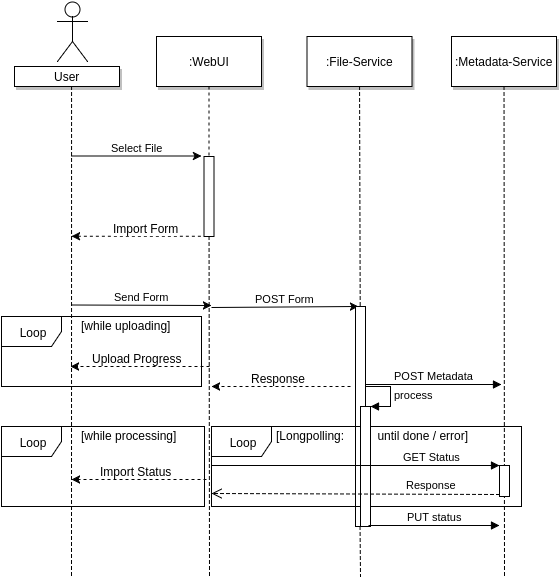 User
:WebUI
:File-Service
:Metadata-Service
Select File
Import Form
Send Form
POST Form
Loop
[while uploading]
Upload Progress
Response
POST Metadata
process
Loop
[while processing]
Loop
[Longpolling: until done / error]
GET Status
Import Status
Response
PUT status